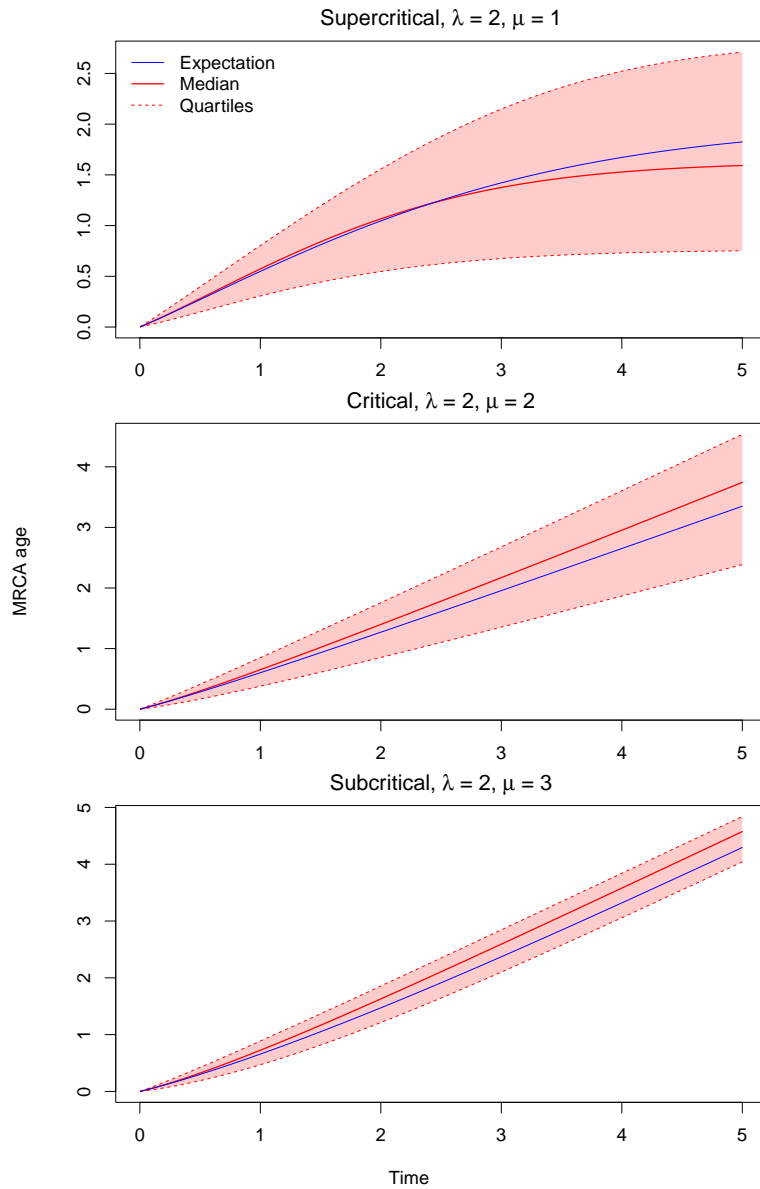 Supercritical, λ = 2, μ = 1
Expectation
Median
Quartiles
0.0 0.5 1.0 1.5 2.0 2.5
0 1 2 3 4 5
Critical, λ = 2, μ = 2
MRCA age
0 1 2 3 4
0 1 2 3 4 5
Subcritical, λ = 2, μ = 3
0 1 2 3 4 5
0 1 2 3 4 5
Time